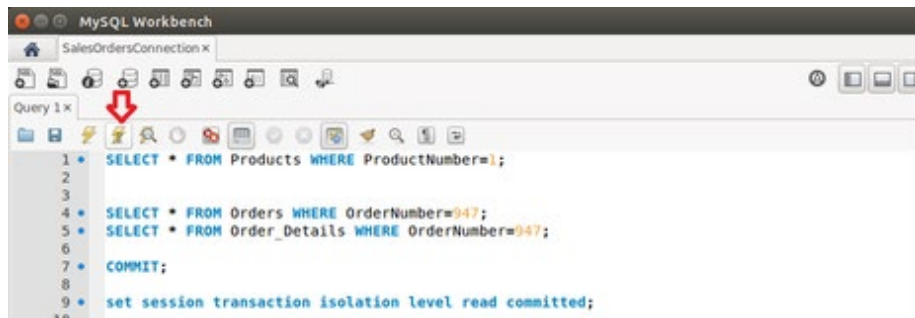 MySQL Workbench
SalesOrdersConnection ×
Query 1 ×
1 SELECT * FROM Products WHERE ProductNumber=1;
2
3
4 SELECT * FROM Orders WHERE OrderNumber=947;
5 SELECT * FROM Order_Details WHERE OrderNumber=947;
6
7 COMMIT;
8
9 set session transaction isolation level read committed;
10